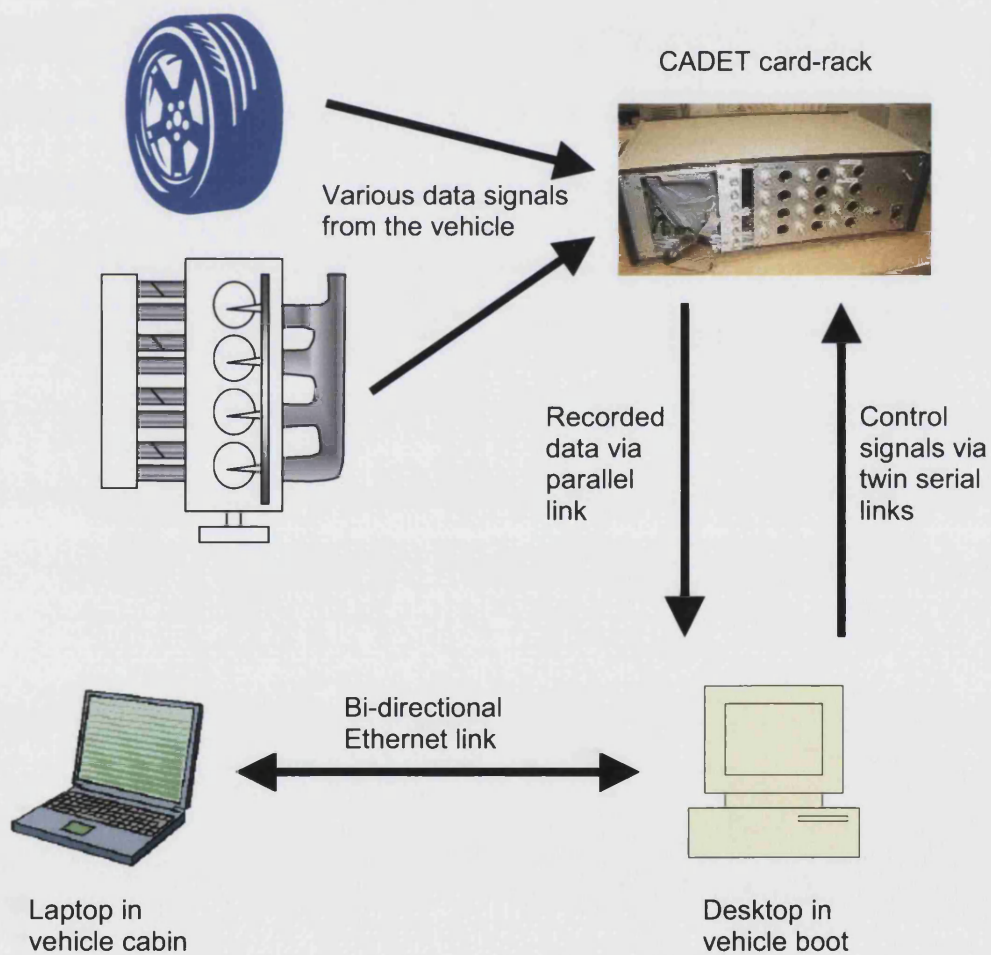 CADET card-rack
Various data signals
from the vehicle
Recorded
data via
parallel
link
Control
signals via
twin serial
links
Bi-directional
Ethernet link
Laptop in
vehicle cabin
Desktop in
vehicle boot